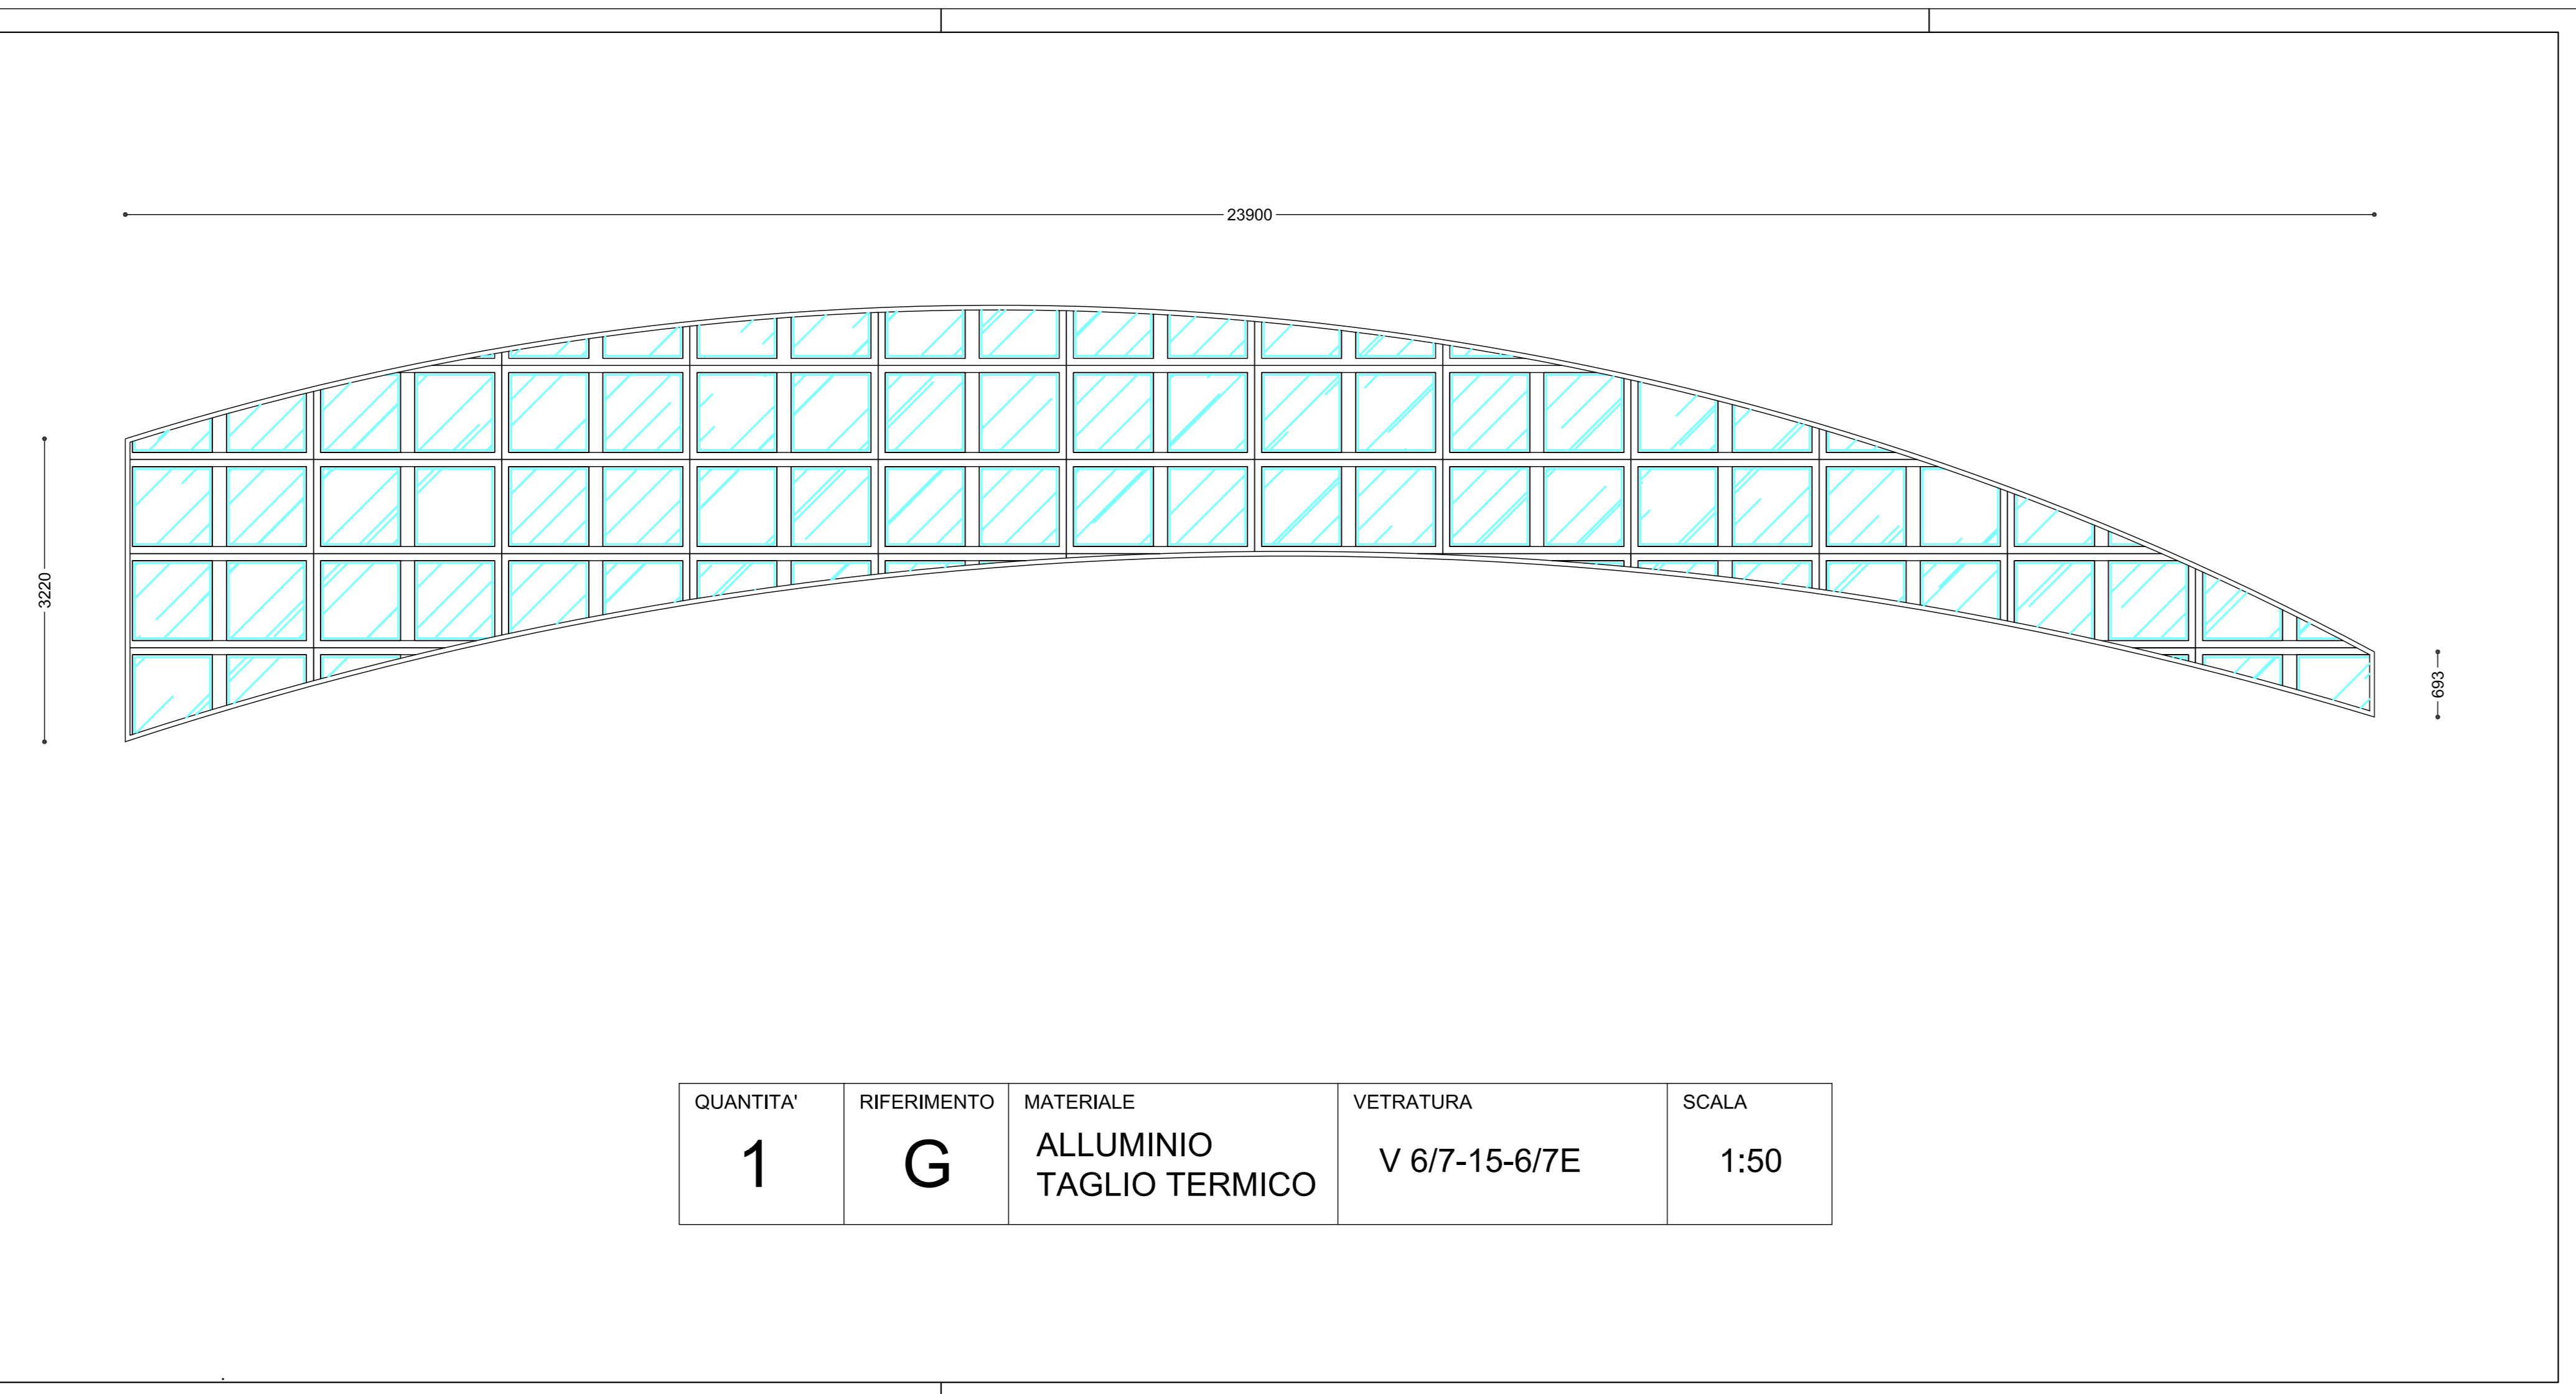 23900
3220
693
QUANTITA'
1
RIFERIMENTO
G
MATERIALE
ALLUMINIO
TAGLIO TERMICO
VETRATURA
V 6/7-15-6/7E
SCALA
1:50